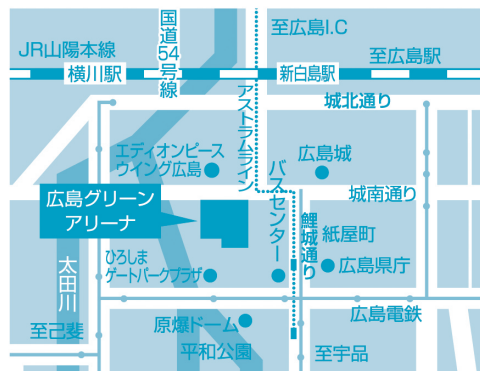 国道54号線
至広島I.C
JR山陽本線
至広島駅
横川駅
新白島駅
城北通り
アストラムライン
エディオンピース
ウイング広島
広島城
バスセンター
城南通り
広島グリーン
アリーナ
鯉城通り
紙屋町
太田川
ひろしま
ゲートパークプラザ
広島県庁
広島電鉄
至己斐
原爆ドーム
平和公園
至宇品